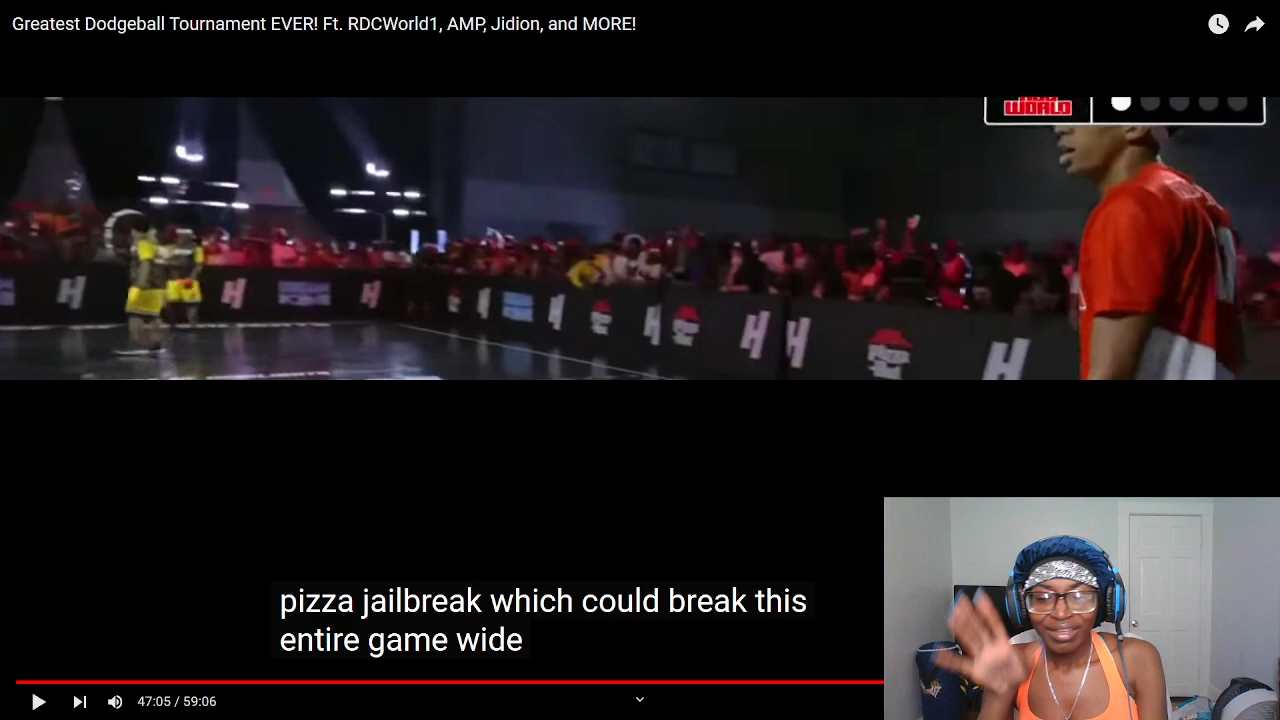 Greatest Dodgeball Tournament EVER! Ft. RDCWorld1, AMP, Jidion, and MORE!
WORLD
H
H
H
H
H
H
H
H
pizza jailbreak which could break this
entire game wide
47:05 / 59:06